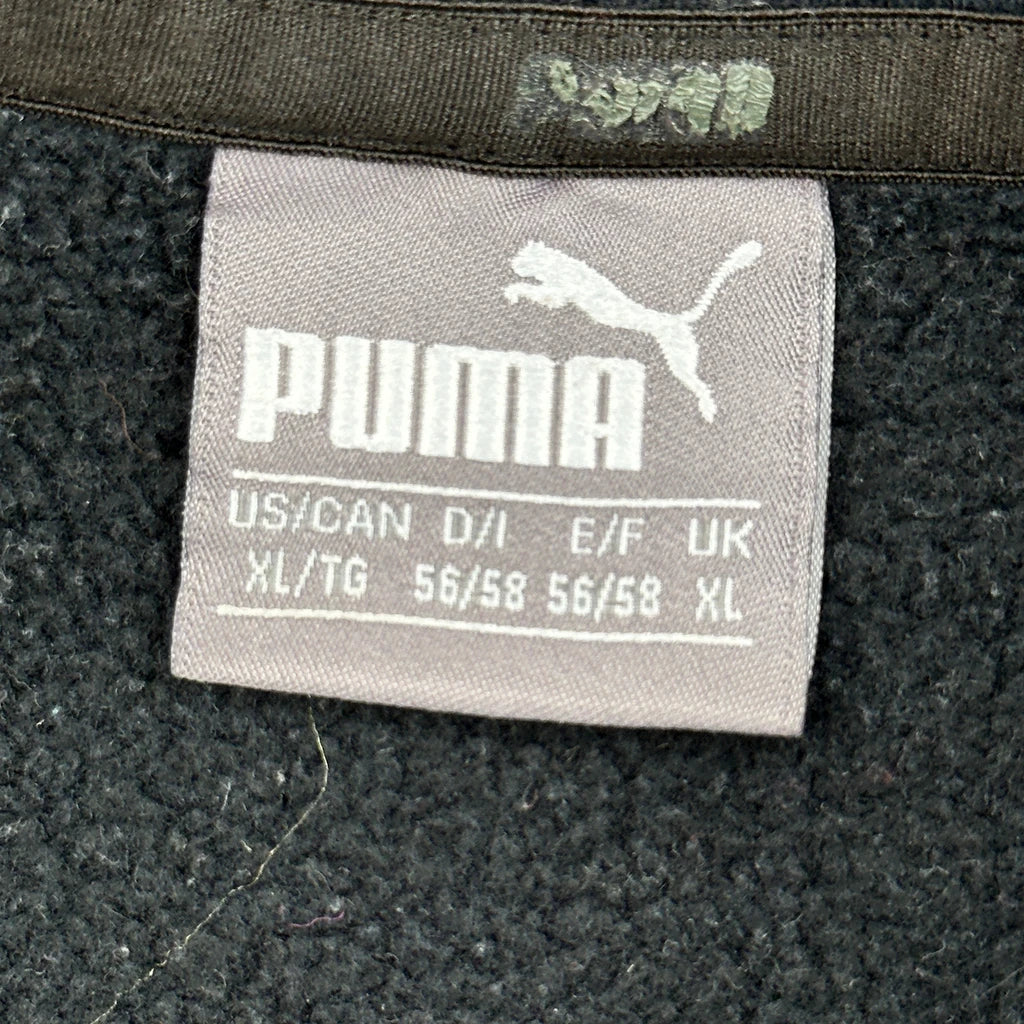 PUMA
US/CAN D/I E/F UK
XL/TG 56/58 56/58 XL